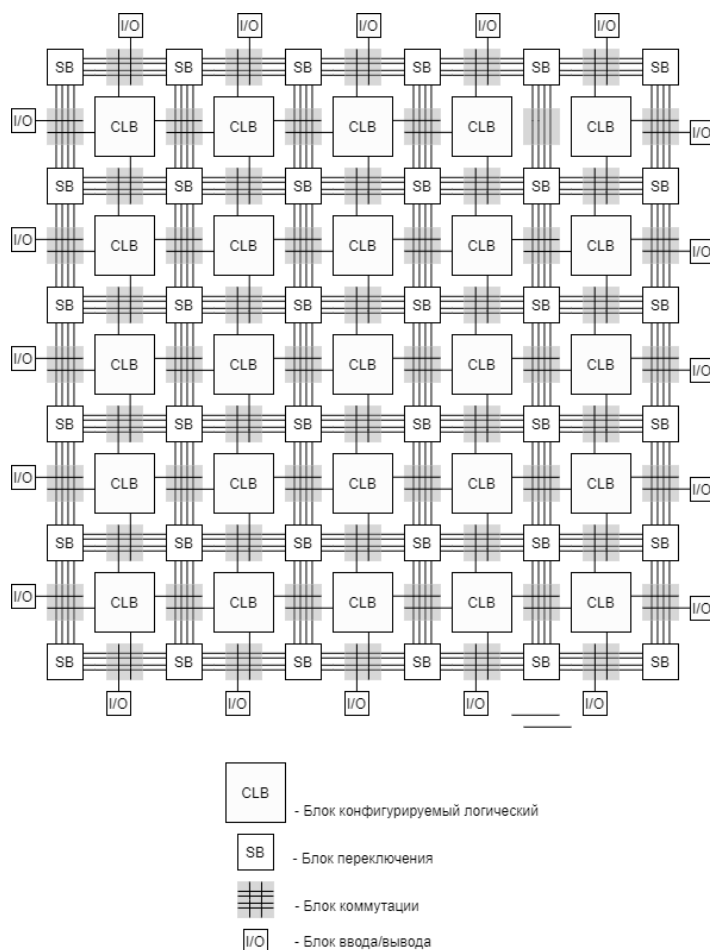 I/O I/O I/O I/O I/O
SB SB SB SB SB SB
I/O CLB CLB CLB CLB CLB I/O
SB SB SB SB SB SB
I/O CLB CLB CLB CLB CLB I/O
SB SB SB SB SB SB
I/O CLB CLB CLB CLB CLB I/O
SB SB SB SB SB SB
I/O CLB CLB CLB CLB CLB I/O
SB SB SB SB SB SB
I/O CLB CLB CLB CLB CLB I/O
SB SB SB SB SB SB
I/O I/O I/O I/O I/O
CLB - Блок конфигурируемый логический
SB - Блок переключения
- Блок коммутации
I/O - Блок ввода/вывода